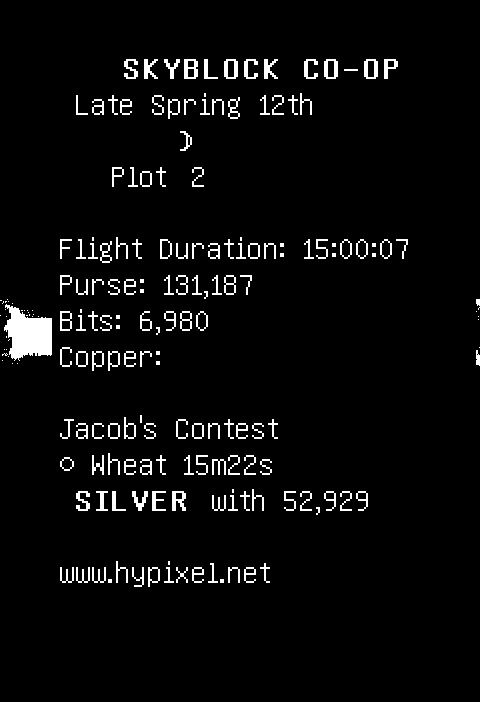 SKYBLOCK CO-OP
Late Spring 12th
☽
Plot 2
Flight Duration: 15:00:07
Purse: 131,187
Bits: 6,980
Copper:
Jacob's Contest
○ Wheat 15m22s
SILVER with 52,929
www.hypixel.net